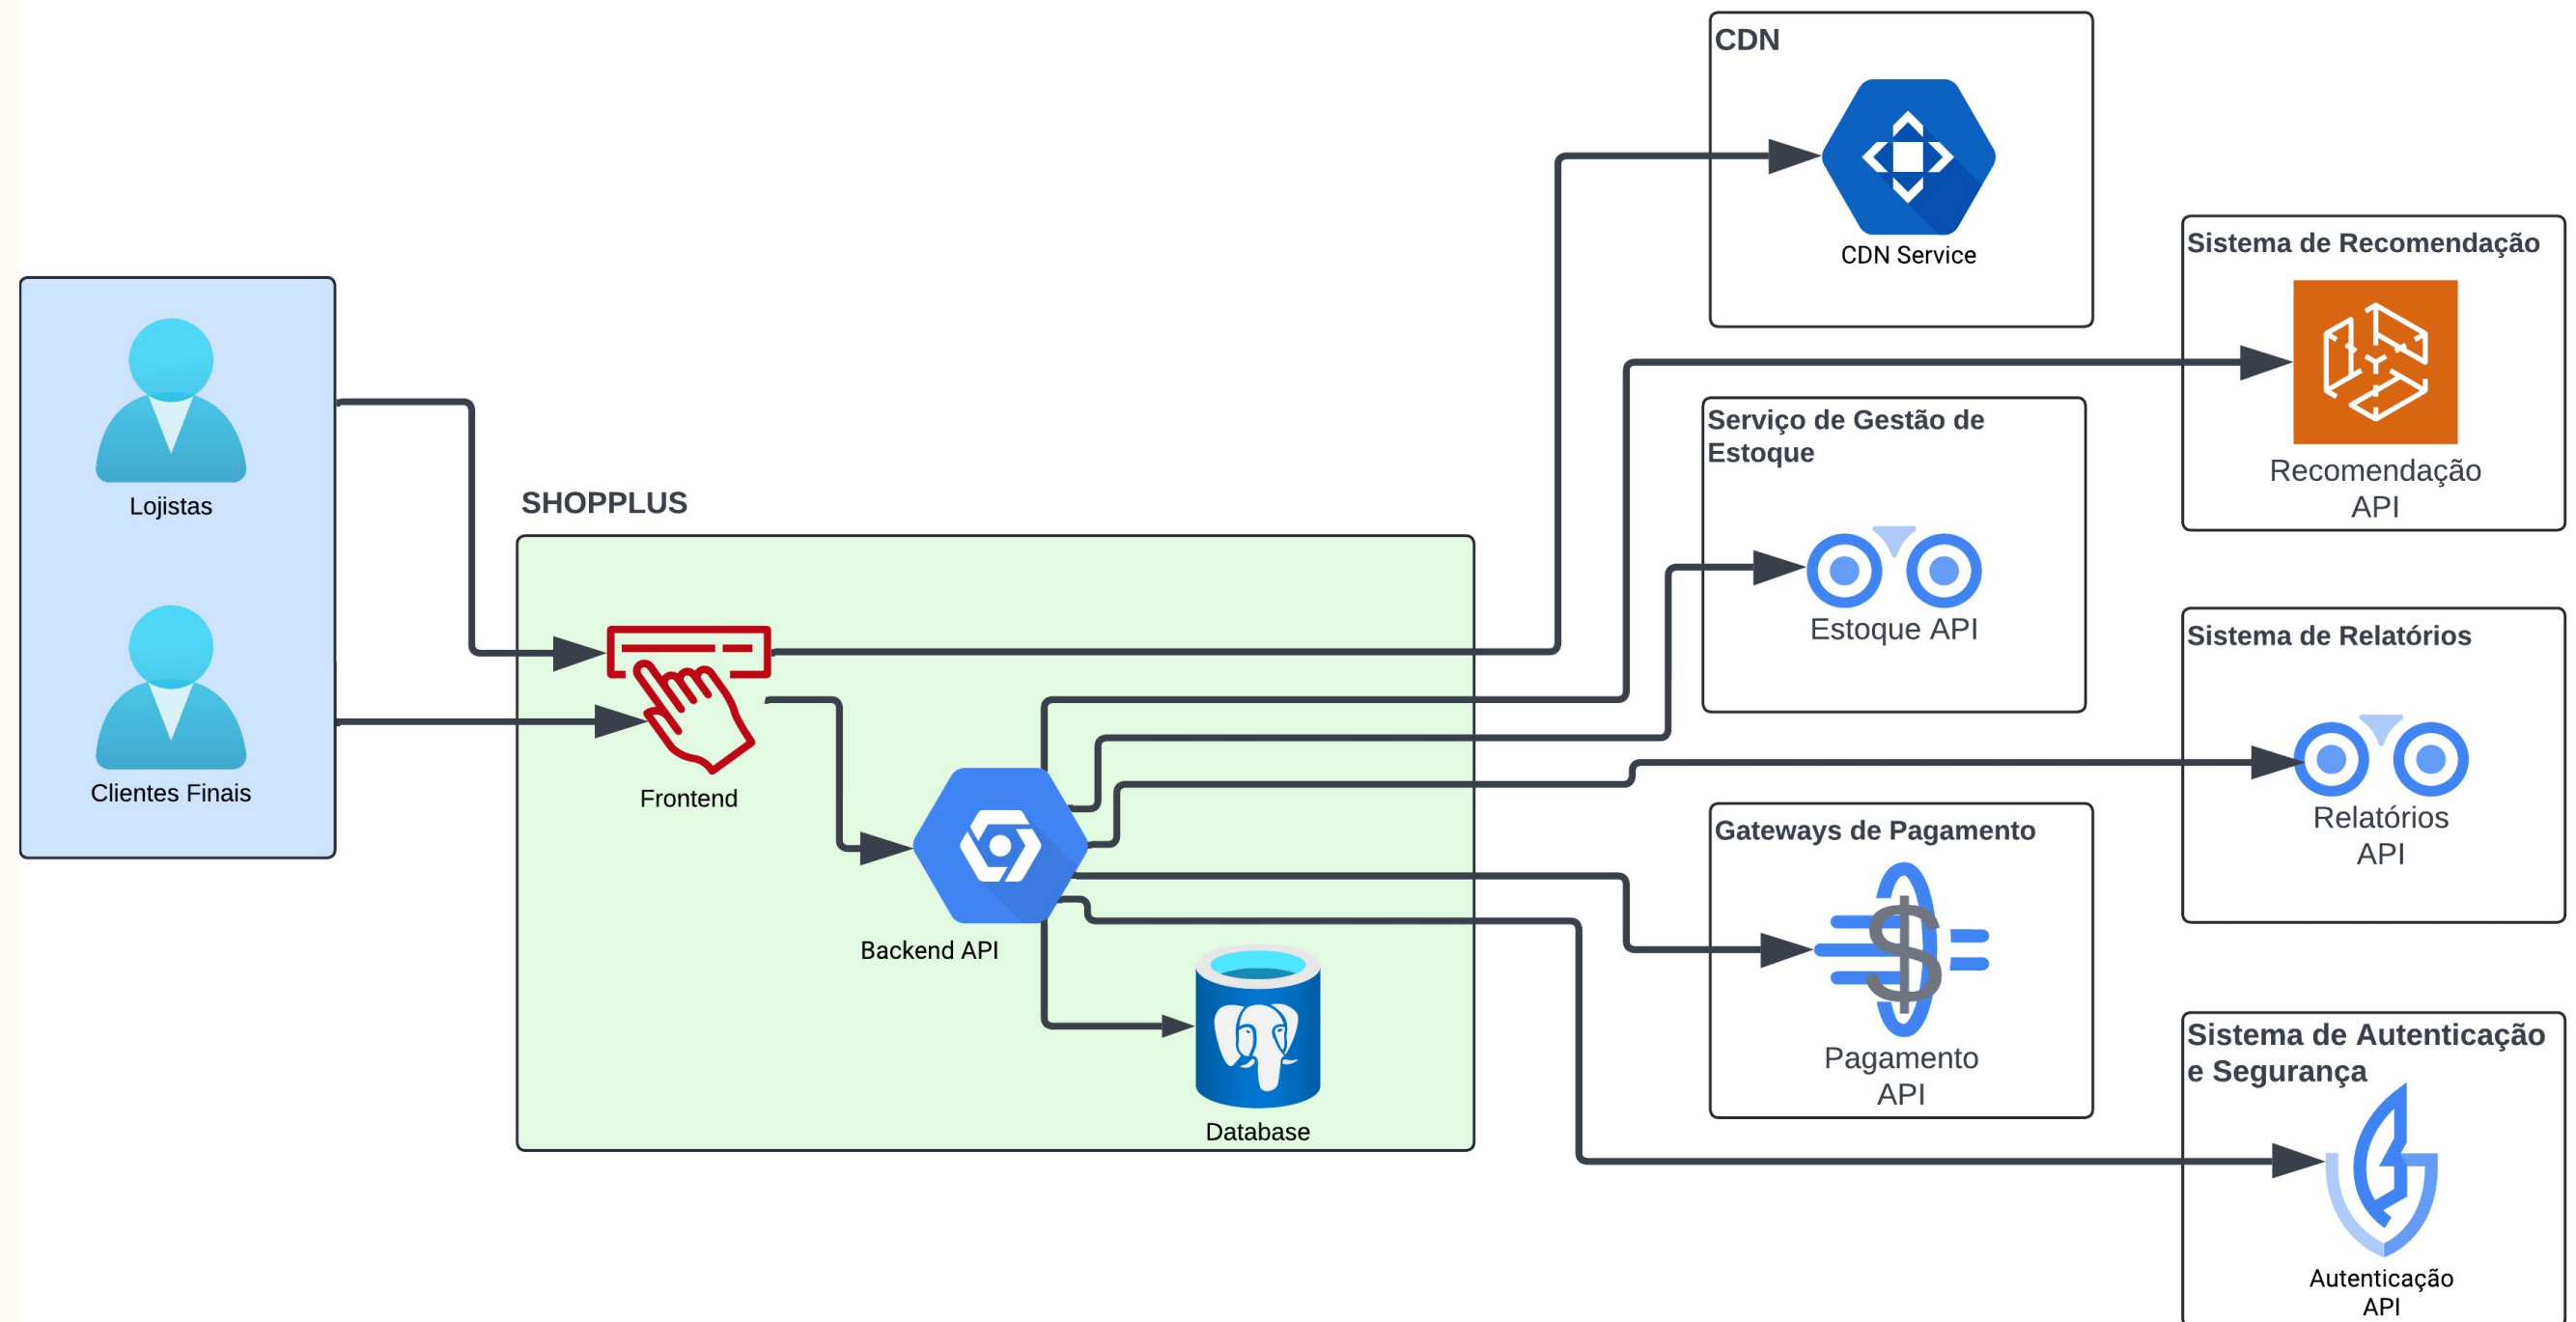 CDN
CDN Service
Sistema de Recomendação
Recomendação
API
Lojistas
Clientes Finais
SHOPPLUS
Frontend
Backend API
Database
Serviço de Gestão de
Estoque
Estoque API
Sistema de Relatórios
Relatórios
API
Gateways de Pagamento
$
Pagamento
API
Sistema de Autenticação
e Segurança
Autenticação
API